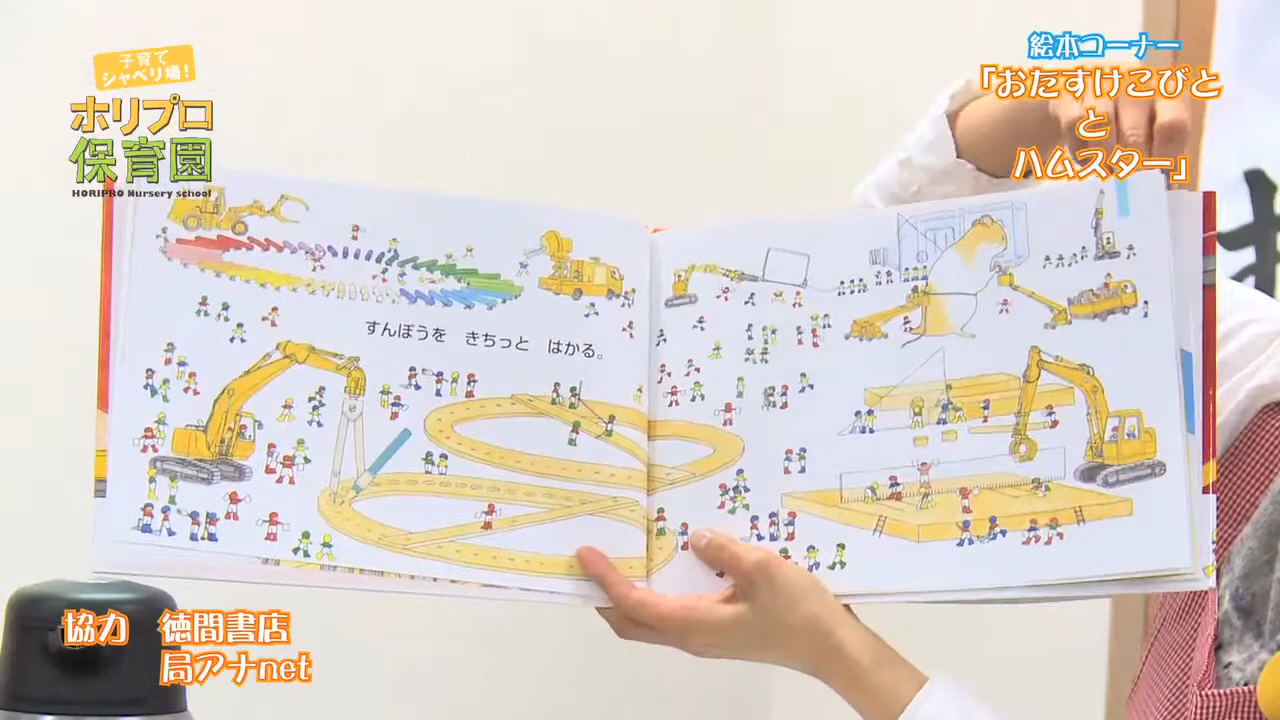 子育て
シャベリ場!
ホリプロ
保育園
HORIPRO Nursery school
絵本コーナー
「おたすけこびと
と
ハムスター」
すんぼうを きちっと はかる。
協力 徳間書店
局アナnet